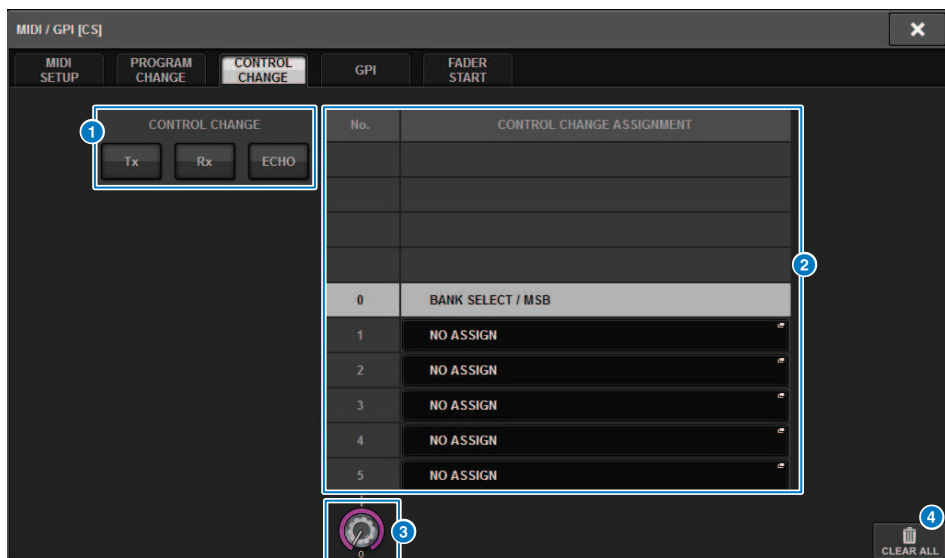 MIDI / GPI [CS]
MIDI SETUP
PROGRAM CHANGE
CONTROL CHANGE
GPI
FADER START
1
CONTROL CHANGE
Tx Rx ECHO
No. CONTROL CHANGE ASSIGNMENT
2
0 BANK SELECT / MSB
1 NO ASSIGN
2 NO ASSIGN
3 NO ASSIGN
4 NO ASSIGN
5 NO ASSIGN
3
0
4
CLEAR ALL